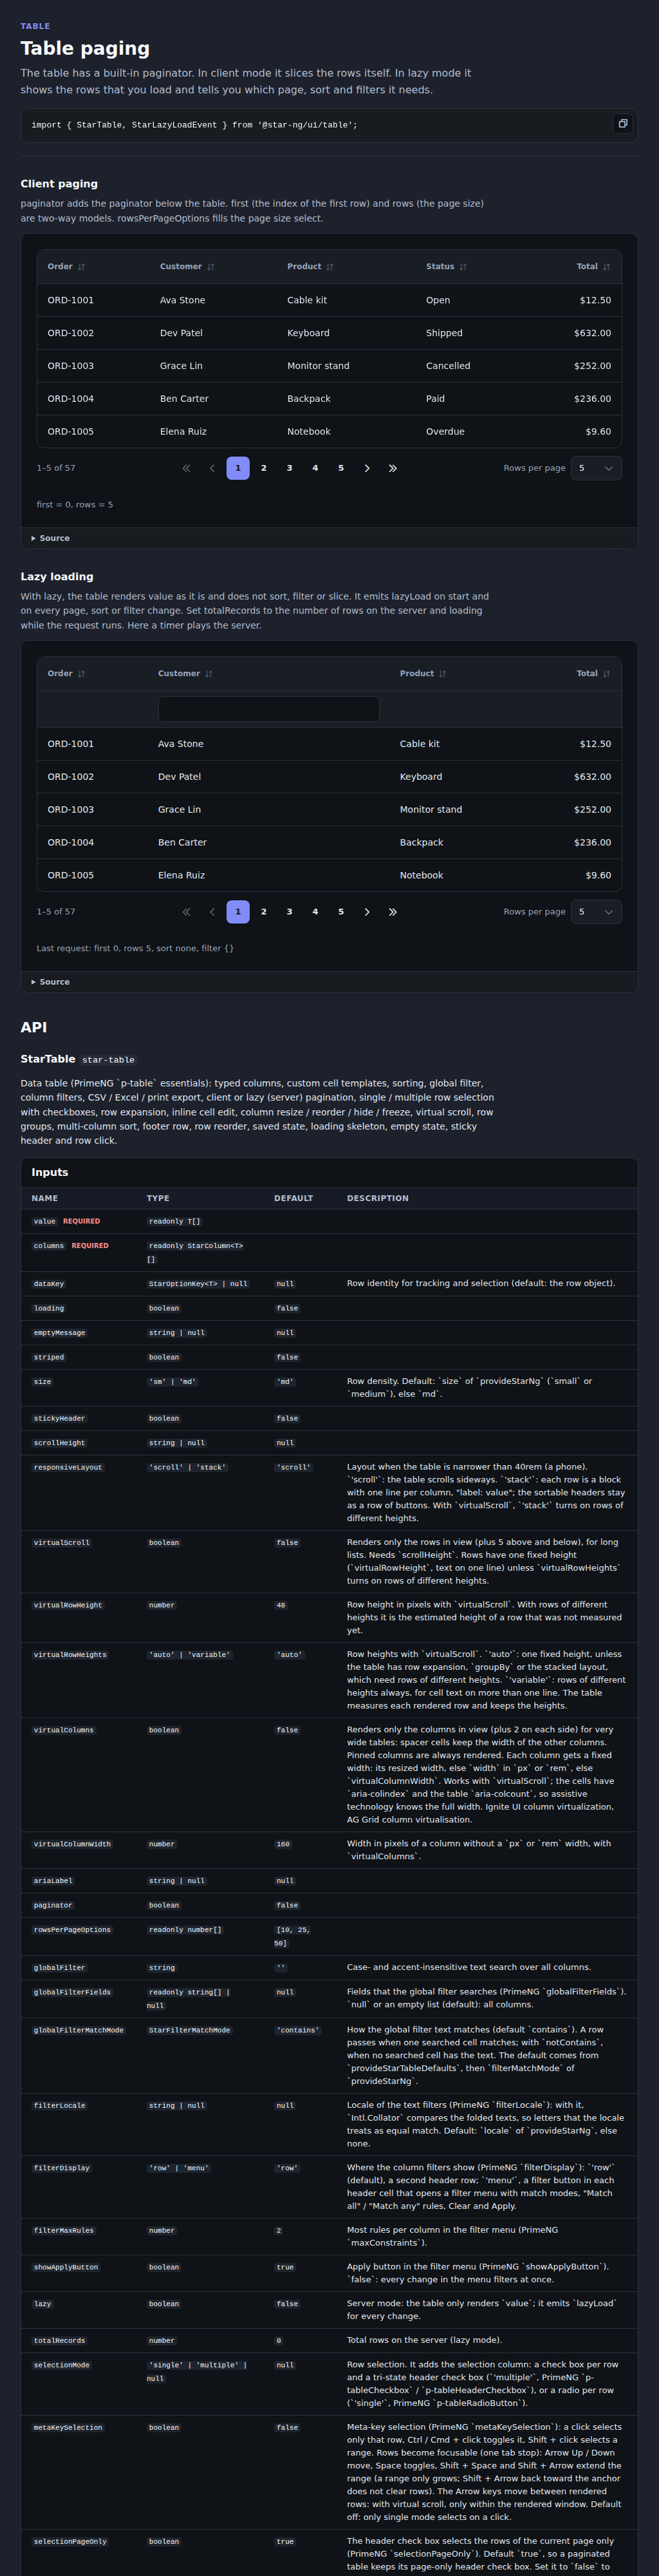 TABLE
Table paging
The table has a built-in paginator. In client mode it slices the rows itself. In lazy mode it
shows the rows that you load and tells you which page, sort and filters it needs.
import { StarTable, StarLazyLoadEvent } from '@star-ng/ui/table';
Client paging
paginator adds the paginator below the table. first (the index of the first row) and rows (the page size)
are two-way models. rowsPerPageOptions fills the page size select.
Order Customer Product Status Total
ORD-1001 Ava Stone Cable kit Open $12.50
ORD-1002 Dev Patel Keyboard Shipped $632.00
ORD-1003 Grace Lin Monitor stand Cancelled $252.00
ORD-1004 Ben Carter Backpack Paid $236.00
ORD-1005 Elena Ruiz Notebook Overdue $9.60
1–5 of 57 1 2 3 4 5 Rows per page 5
first = 0, rows = 5
Source
Lazy loading
With lazy, the table renders value as it is and does not sort, filter or slice. It emits lazyLoad on start and
on every page, sort or filter change. Set totalRecords to the number of rows on the server and loading
while the request runs. Here a timer plays the server.
Order Customer Product Total
ORD-1001 Ava Stone Cable kit $12.50
ORD-1002 Dev Patel Keyboard $632.00
ORD-1003 Grace Lin Monitor stand $252.00
ORD-1004 Ben Carter Backpack $236.00
ORD-1005 Elena Ruiz Notebook $9.60
1–5 of 57 1 2 3 4 5 Rows per page 5
Last request: first 0, rows 5, sort none, filter {}
Source
API
StarTable star-table
Data table (PrimeNG `p-table` essentials): typed columns, custom cell templates, sorting, global filter,
column filters, CSV / Excel / print export, client or lazy (server) pagination, single / multiple row selection
with checkboxes, row expansion, inline cell edit, column resize / reorder / hide / freeze, virtual scroll, row
groups, multi-column sort, footer row, row reorder, saved state, loading skeleton, empty state, sticky
header and row click.
Inputs
NAME TYPE DEFAULT DESCRIPTION
value REQUIRED readonly T[]
columns REQUIRED readonly StarColumn<T>
[]
dataKey StarOptionKey<T> | null null Row identity for tracking and selection (default: the row object).
loading boolean false
emptyMessage string | null null
striped boolean false
size 'sm' | 'md' 'md' Row density. Default: `size` of `provideStarNg` (`small` or
`medium`), else `md`.
stickyHeader boolean false
scrollHeight string | null null
responsiveLayout 'scroll' | 'stack' 'scroll' Layout when the table is narrower than 40rem (a phone).
`'scroll'`: the table scrolls sideways. `'stack'`: each row is a block
with one line per column, "label: value"; the sortable headers stay
as a row of buttons. With `virtualScroll`, `'stack'` turns on rows of
different heights.
virtualScroll boolean false Renders only the rows in view (plus 5 above and below), for long
lists. Needs `scrollHeight`. Rows have one fixed height
(`virtualRowHeight`, text on one line) unless `virtualRowHeights`
turns on rows of different heights.
virtualRowHeight number 48 Row height in pixels with `virtualScroll`. With rows of different
heights it is the estimated height of a row that was not measured
yet.
virtualRowHeights 'auto' | 'variable' 'auto' Row heights with `virtualScroll`. `'auto'`: one fixed height, unless
the table has row expansion, `groupBy` or the stacked layout,
which need rows of different heights. `'variable'`: rows of different
heights always, for cell text on more than one line. The table
measures each rendered row and keeps the heights.
virtualColumns boolean false Renders only the columns in view (plus 2 on each side) for very
wide tables: spacer cells keep the width of the other columns.
Pinned columns are always rendered. Each column gets a fixed
width: its resized width, else `width` in `px` or `rem`, else
`virtualColumnWidth`. Works with `virtualScroll`; the cells have
`aria-colindex` and the table `aria-colcount`, so assistive
technology knows the full width. Ignite UI column virtualization,
AG Grid column virtualisation.
virtualColumnWidth number 160 Width in pixels of a column without a `px` or `rem` width, with
`virtualColumns`.
ariaLabel string | null null
paginator boolean false
rowsPerPageOptions readonly number[] [10, 25,
50]
globalFilter string '' Case- and accent-insensitive text search over all columns.
globalFilterFields readonly string[] | null Fields that the global filter searches (PrimeNG `globalFilterFields`).
null `null` or an empty list (default): all columns.
globalFilterMatchMode StarFilterMatchMode 'contains' How the global filter text matches (default `contains`). A row
passes when one searched cell matches; with `notContains`,
when no searched cell has the text. The default comes from
`provideStarTableDefaults`, then `filterMatchMode` of
`provideStarNg`.
filterLocale string | null null Locale of the text filters (PrimeNG `filterLocale`): with it,
`Intl.Collator` compares the folded texts, so letters that the locale
treats as equal match. Default: `locale` of `provideStarNg`, else
none.
filterDisplay 'row' | 'menu' 'row' Where the column filters show (PrimeNG `filterDisplay`): `'row'`
(default), a second header row; `'menu'`, a filter button in each
header cell that opens a filter menu with match modes, "Match
all" / "Match any" rules, Clear and Apply.
filterMaxRules number 2 Most rules per column in the filter menu (PrimeNG
`maxConstraints`).
showApplyButton boolean true Apply button in the filter menu (PrimeNG `showApplyButton`).
`false`: every change in the menu filters at once.
lazy boolean false Server mode: the table only renders `value`; it emits `lazyLoad`
for every change.
totalRecords number 0 Total rows on the server (lazy mode).
selectionMode 'single' | 'multiple' | null Row selection. It adds the selection column: a check box per row
null and a tri-state header check box (`'multiple'`, PrimeNG `p-
tableCheckbox` / `p-tableHeaderCheckbox`), or a radio per row
(`'single'`, PrimeNG `p-tableRadioButton`).
metaKeySelection boolean false Meta-key selection (PrimeNG `metaKeySelection`): a click selects
only that row, Ctrl / Cmd + click toggles it, Shift + click selects a
range. Rows become focusable (one tab stop): Arrow Up / Down
move, Space toggles, Shift + Space and Shift + Arrow extend the
range (a range only grows; Shift + Arrow back toward the anchor
does not clear rows). The Arrow keys move between rendered
rows: with virtual scroll, only within the rendered window. Default
off: only single mode selects on a click.
selectionPageOnly boolean true The header check box selects the rows of the current page only
(PrimeNG `selectionPageOnly`). Default `true`, so a paginated
table keeps its page-only header check box. Set it to `false` to